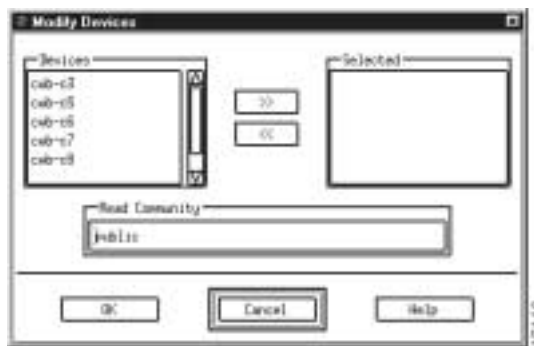 Modify Devices
Devices
Selected
cwb-c3
cwb-c5
cwb-c6
cwb-c7
cwb-c8
>>
<<
Read Community
public
OK
Cancel
Help